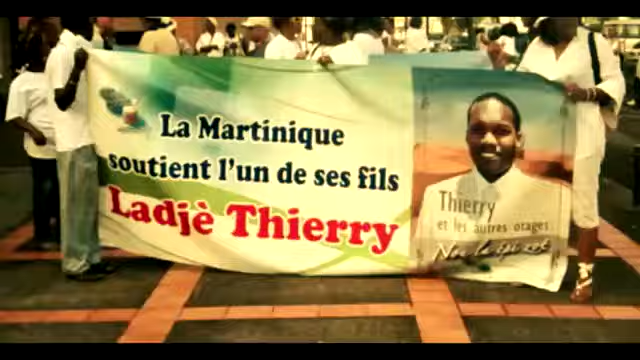 La Martinique
soutient l'un de ses fils
Ladjè Thierry
Thierry
et les autres otages